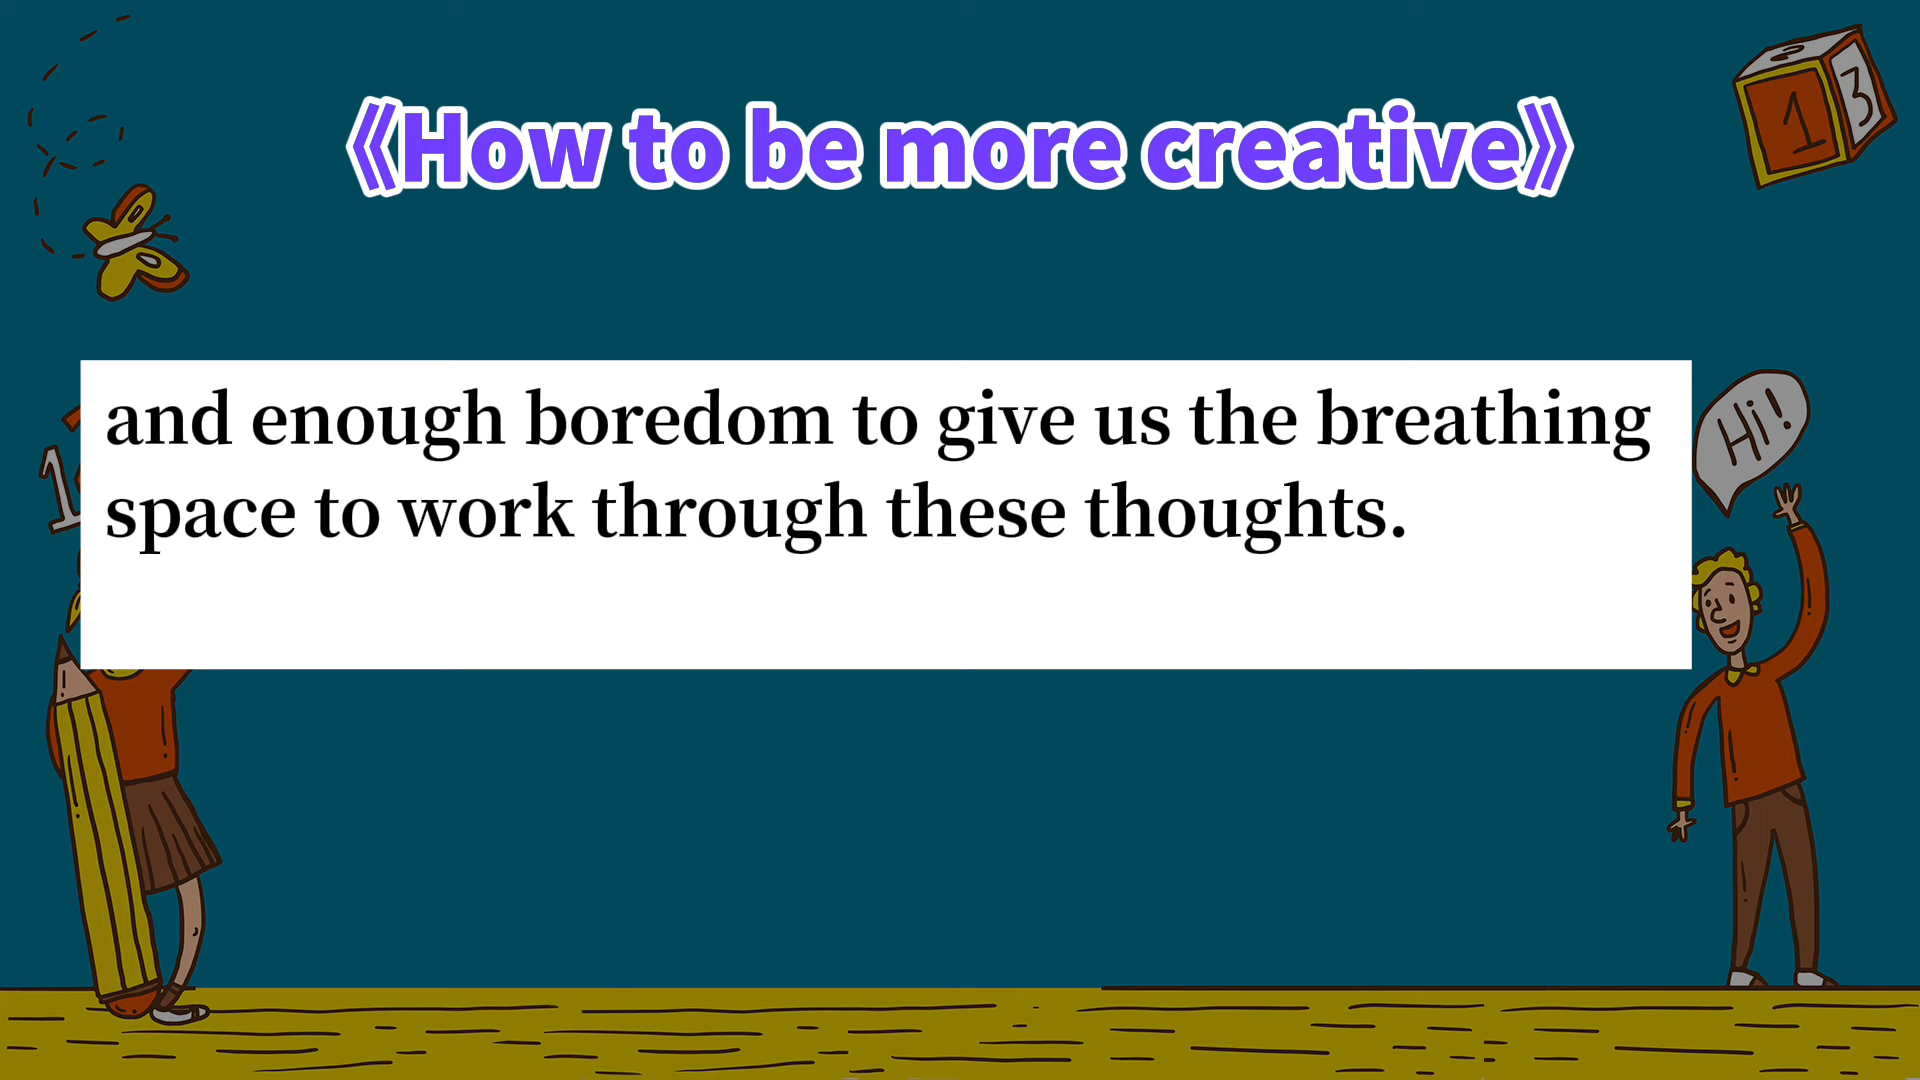 《How to be more creative》
1
3
and enough boredom to give us the breathing
space to work through these thoughts.
Hi!
1